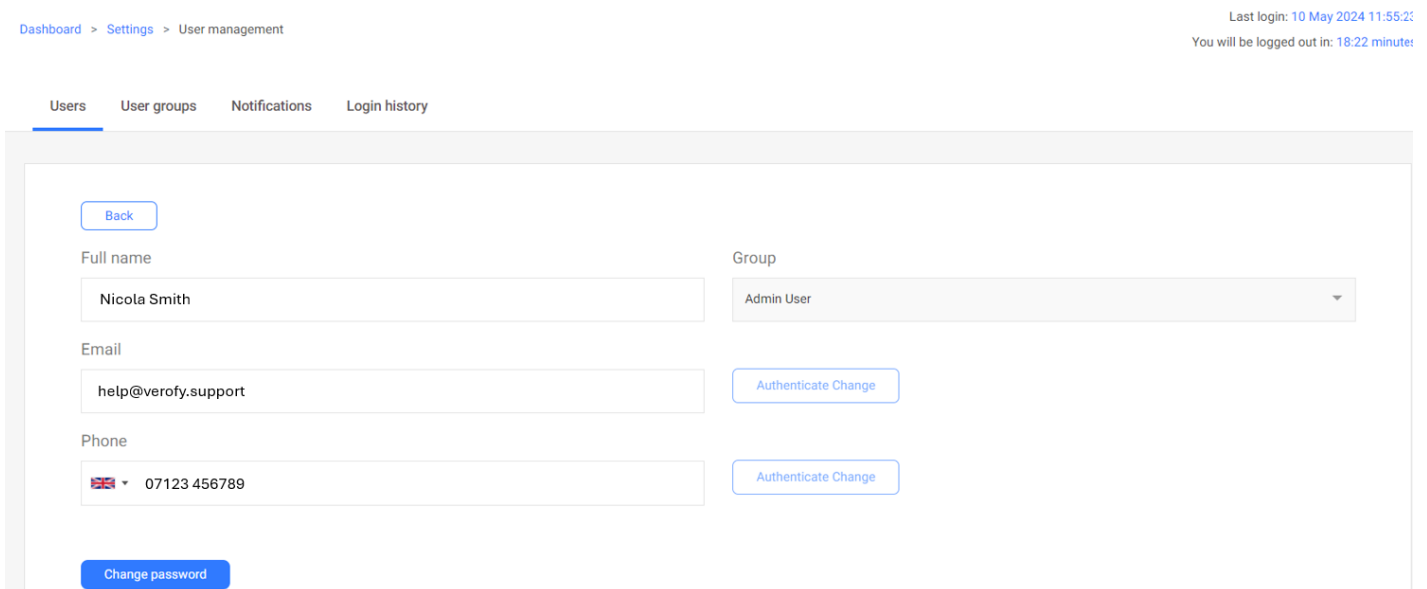 Last login: 10 May 2024 11:55:23
Dashboard > Settings > User management
You will be logged out in: 18:22 minutes
Users User groups Notifications Login history
Back
Full name Group
Nicola Smith Admin User
Email
help@verofy.support Authenticate Change
Phone
07123 456789 Authenticate Change
Change password